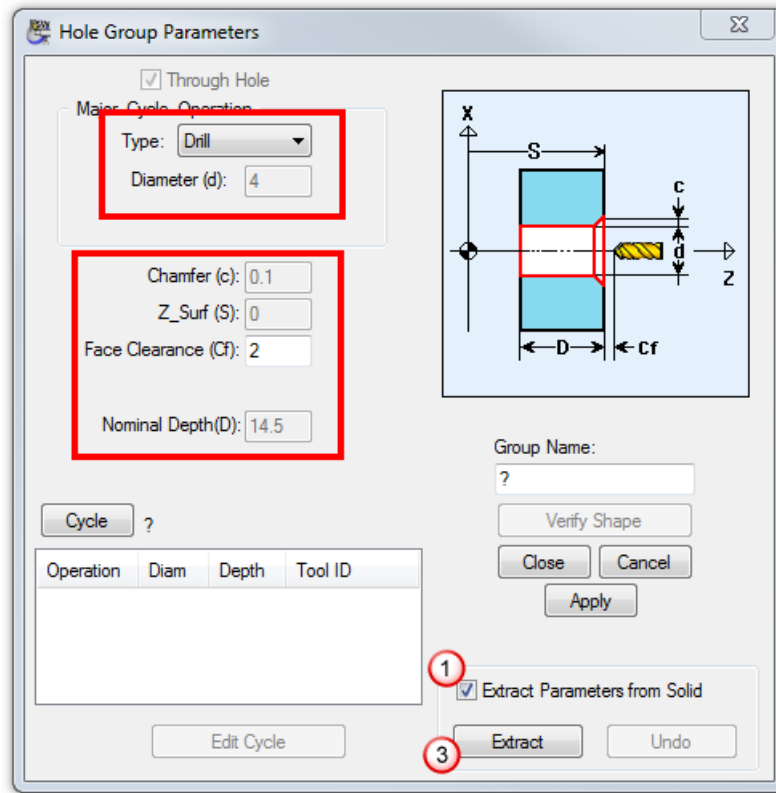 Hole Group Parameters
Through Hole
Major Cycle Operation
Type: Drill
Diameter (d): 4
Chamfer (c): 0.1
Z_Surf (S): 0
Face Clearance (Cf): 2
Nominal Depth(D): 14.5
X
S
c
d
Z
D
Cf
Group Name:
?
Cycle ?
Verify Shape
Operation Diam Depth Tool ID
Close Cancel
Apply
1
Extract Parameters from Solid
Edit Cycle
3
Extract Undo